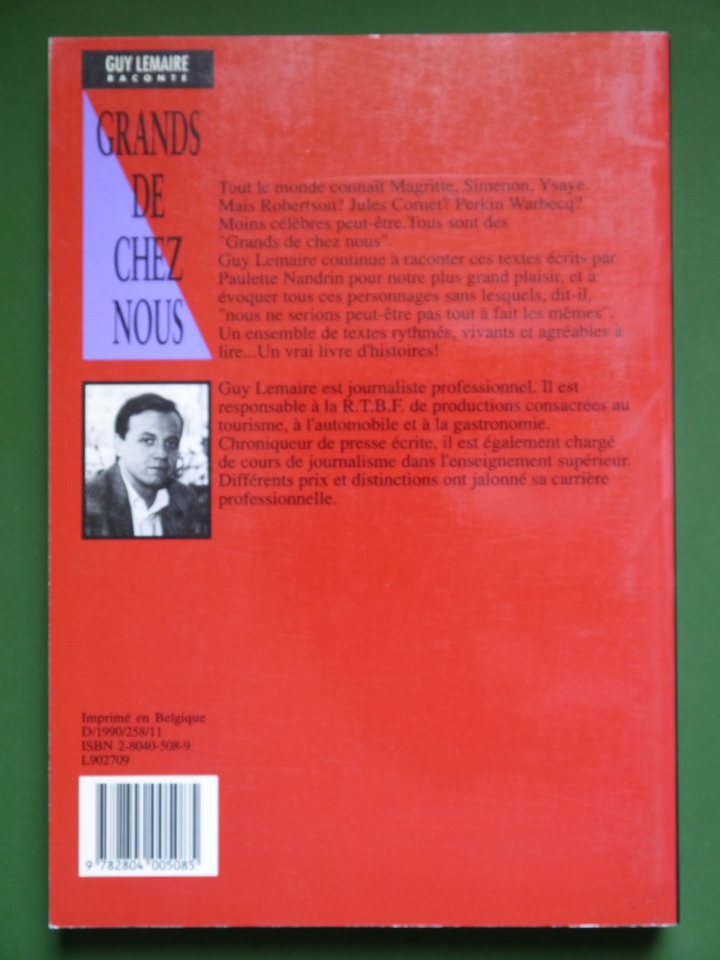 GUY LEMAIRE
RACONTE
GRANDS
DE
CHEZ
NOUS
Tout le monde connaît Magritte, Simenon, Ysaye.
Mais Robertson? Jules Cornet? Perkin Warbecq?
Moins célèbres peut-être.Tous sont des
"Grands de chez nous".
Guy Lemaire continue à raconter ces textes écrits par
Paulette Nandrin pour notre plus grand plaisir, et à
évoquer tous ces personnages sans lesquels, dit-il,
"nous ne serions peut-être pas tout à fait les mêmes".
Un ensemble de textes rythmés, vivants et agréables à
lire...Un vrai livre d'histoires!
Guy Lemaire est journaliste professionnel. Il est
responsable à la R.T.B.F. de productions consacrées au
tourisme, à l'automobile et à la gastronomie.
Chroniqueur de presse écrite, il est également chargé
de cours de journalisme dans l'enseignement supérieur.
Différents prix et distinctions ont jalonné sa carrière
professionnelle.
Imprimé en Belgique
D/1990/258/11
ISBN 2-8040-508-9
L902709
9 782804 005085